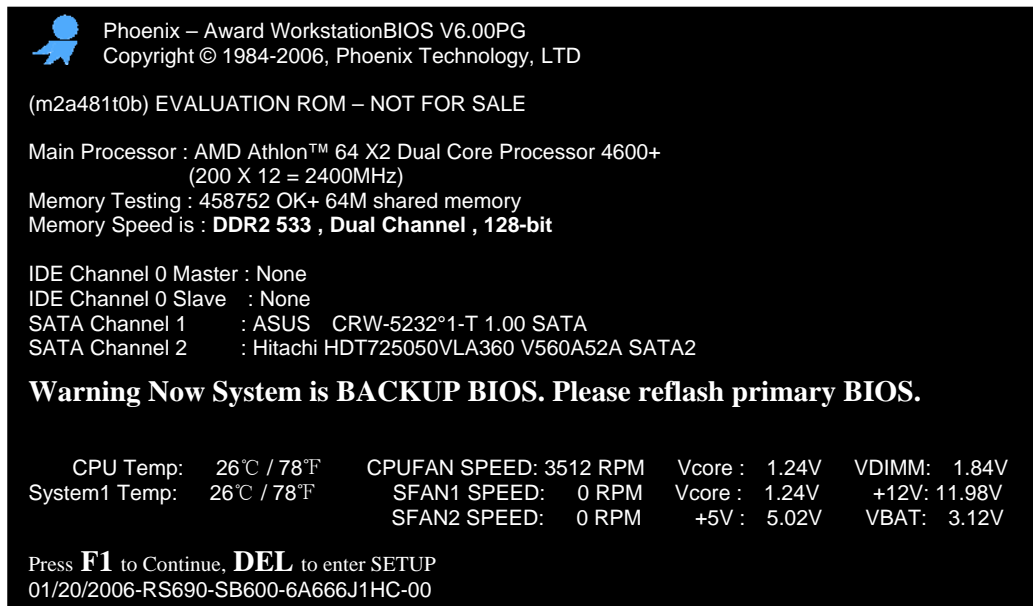 Phoenix – Award WorkstationBIOS V6.00PG
Copyright © 1984-2006, Phoenix Technology, LTD
(m2a481t0b) EVALUATION ROM – NOT FOR SALE
Main Processor : AMD Athlon™ 64 X2 Dual Core Processor 4600+
(200 X 12 = 2400MHz)
Memory Testing : 458752 OK+ 64M shared memory
Memory Speed is : DDR2 533 , Dual Channel , 128-bit
IDE Channel 0 Master : None
IDE Channel 0 Slave : None
SATA Channel 1 : ASUS CRW-5232°1-T 1.00 SATA
SATA Channel 2 : Hitachi HDT725050VLA360 V560A52A SATA2
Warning Now System is BACKUP BIOS. Please reflash primary BIOS.
CPU Temp: 26℃ / 78℉ CPUFAN SPEED: 3512 RPM Vcore : 1.24V VDIMM: 1.84V
System1 Temp: 26℃ / 78℉ SFAN1 SPEED: 0 RPM Vcore : 1.24V +12V: 11.98V
SFAN2 SPEED: 0 RPM +5V : 5.02V VBAT: 3.12V
Press F1 to Continue, DEL to enter SETUP
01/20/2006-RS690-SB600-6A666J1HC-00